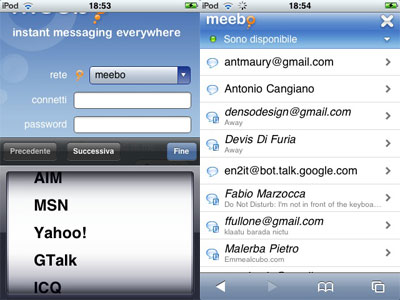 iPod 18:53
meebo
instant messaging everywhere
rete meebo
connetti
password
Precedente Successiva Fine
AIM
MSN
Yahoo!
GTalk
ICQ
iPod 18:54
meebo
Sono disponibile
antmaury@gmail.com
Antonio Cangiano
densodesign@gmail.com
Away
Devis Di Furia
Away
en2it@bot.talk.google.com
Fabio Marzocca
Do Not Disturb: I'm not in front of the keyboa...
ffullone@gmail.com
klaatu barada nictu
Malerba Pietro
Emmealcubo.com